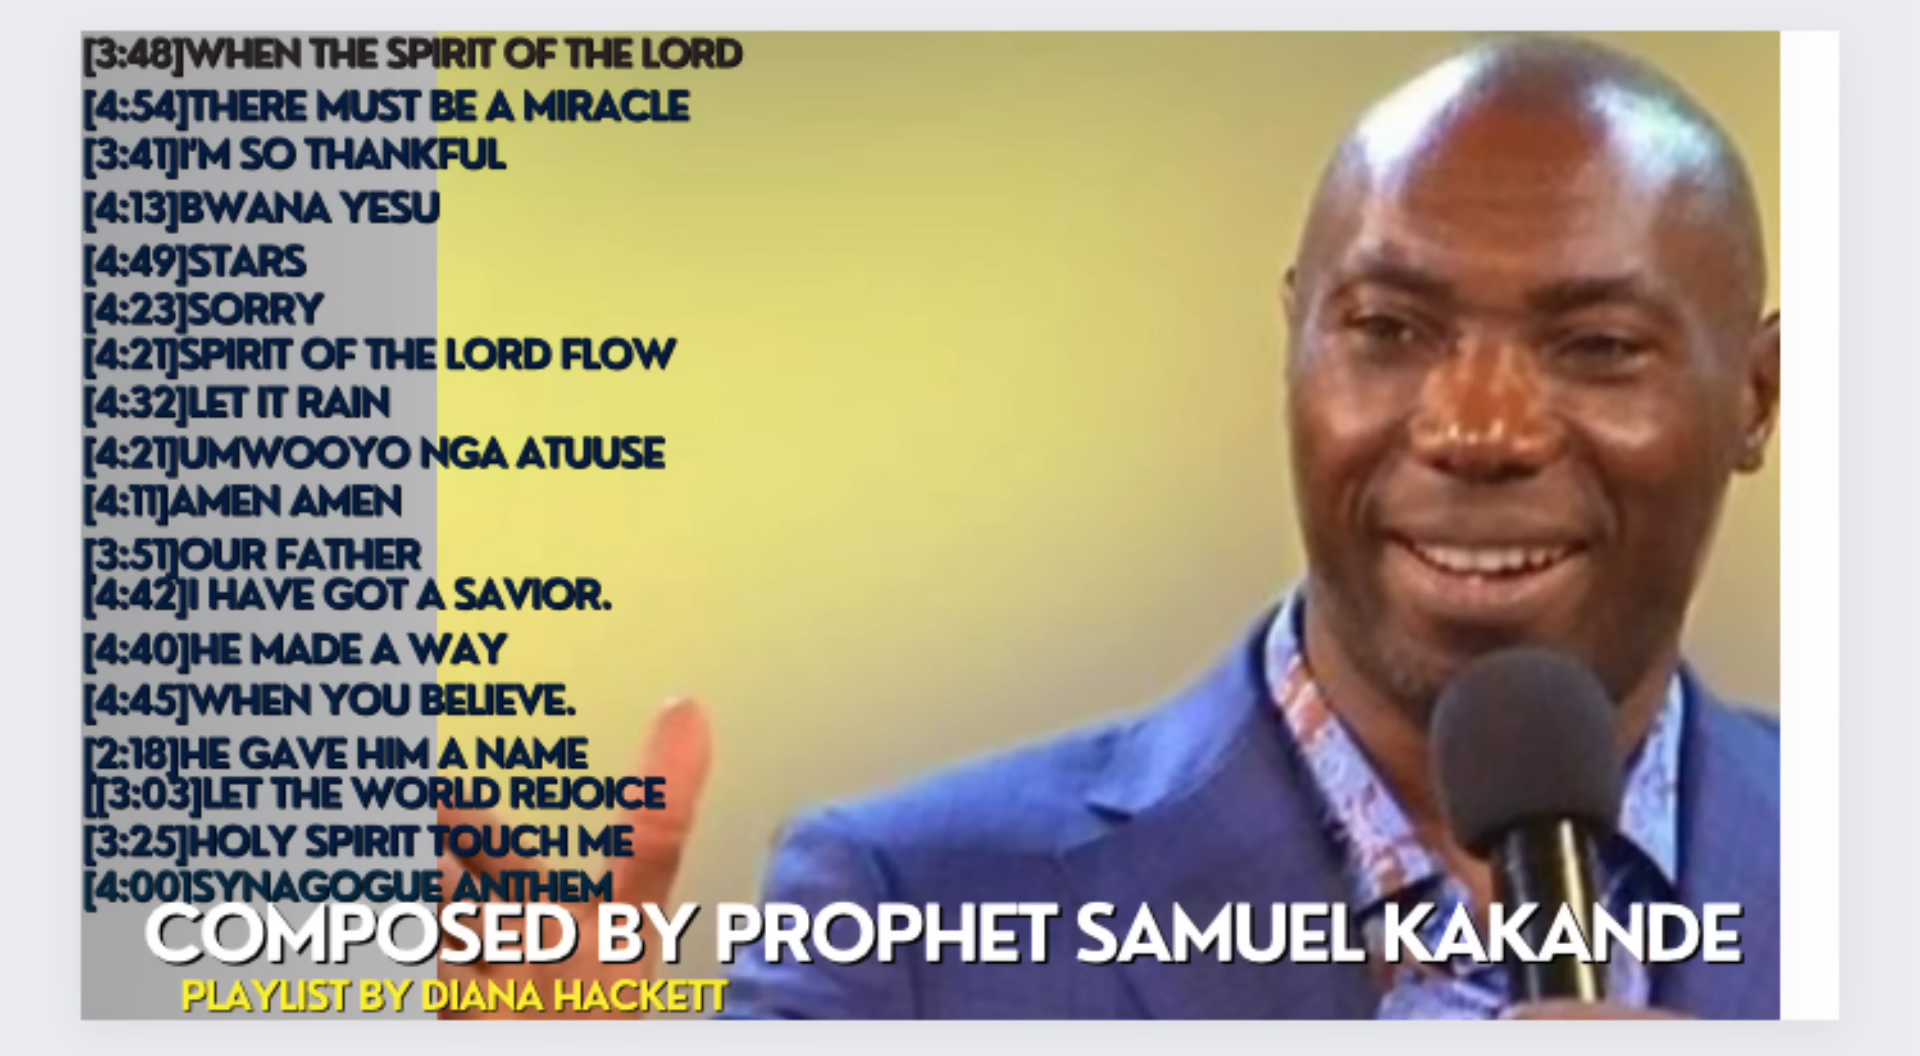 [3:48]WHEN THE SPIRIT OF THE LORD
[4:54]THERE MUST BE A MIRACLE
[3:41]I'M SO THANKFUL
[4:13]BWANA YESU
[4:49]STARS
[4:23]SORRY
[4:21]SPIRIT OF THE LORD FLOW
[4:32]LET IT RAIN
[4:21]UMWOOYO NGA ATUUSE
[4:11]AMEN AMEN
[3:51]OUR FATHER
[4:42]I HAVE GOT A SAVIOR.
[4:40]HE MADE A WAY
[4:45]WHEN YOU BELIEVE.
[2:18]HE GAVE HIM A NAME
[[3:03]LET THE WORLD REJOICE
[3:25]HOLY SPIRIT TOUCH ME
[4:00]SYNAGOGUE ANTHEM
COMPOSED BY PROPHET SAMUEL KAKANDE
PLAYLIST BY DIANA HACKETT